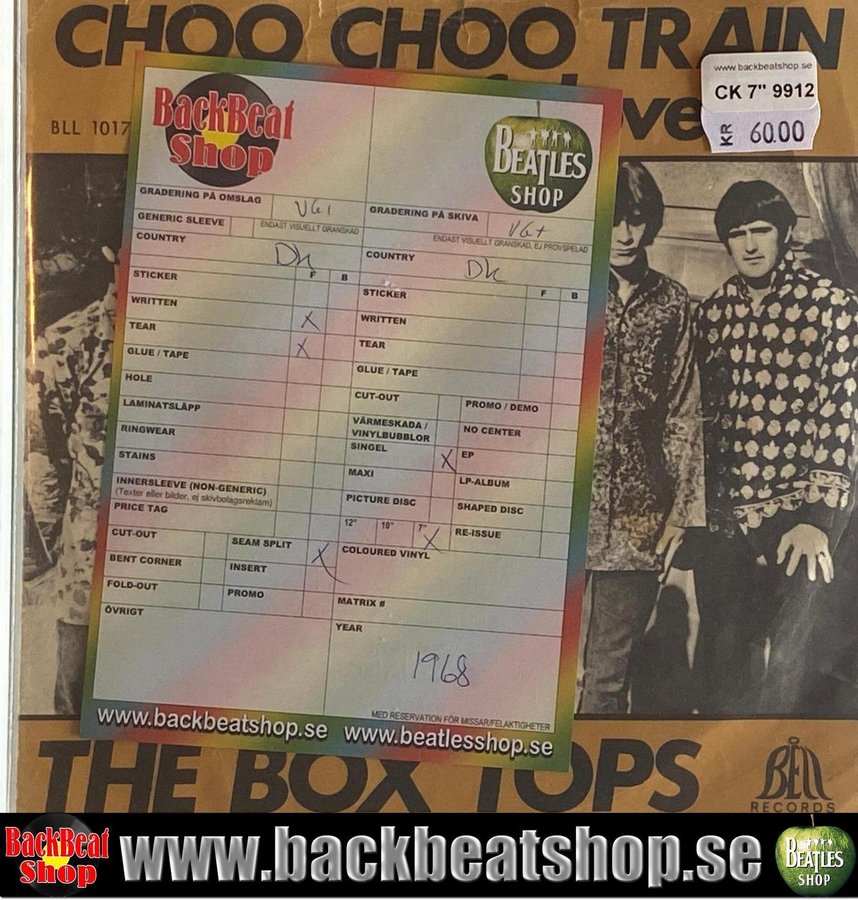 CHOO CHOO TRAIN
www.backbeatshop.se
CK 7" 9912
KR 60.00
BLL 1017
BackBeat Shop
BEATLES SHOP
GRADERING PÅ OMSLAG
GRADERING PÅ SKIVA VG+
GENERIC SLEEVE
ENDAST VISUELLT GRANSKAD
ENDAST VISUELLT GRANSKAD, EJ PROVSPELAD
COUNTRY DK
COUNTRY DK
F B
F B
STICKER
STICKER
WRITTEN
WRITTEN
TEAR X
TEAR
GLUE / TAPE X
GLUE / TAPE
HOLE
CUT-OUT
PROMO / DEMO
LAMINATSLÄPP
VÄRMESKADA / VINYLBUBBLOR
NO CENTER
RINGWEAR
SINGEL X
EP
STAINS
MAXI
LP-ALBUM
INNERSLEEVE (NON-GENERIC)
(Texter eller bilder, ej skivbolagsreklam)
PICTURE DISC
SHAPED DISC
PRICE TAG
12" 10" 7" X
RE-ISSUE
CUT-OUT
SEAM SPLIT X
COLOURED VINYL
BENT CORNER
INSERT
FOLD-OUT
PROMO
MATRIX #
ÖVRIGT
YEAR
1968
MED RESERVATION FÖR MISSAR/FELAKTIGHETER
www.backbeatshop.se www.beatlesshop.se
THE BOX TOPS
BELL
RECORDS
BackBeat Shop
www.backbeatshop.se
BEATLES SHOP